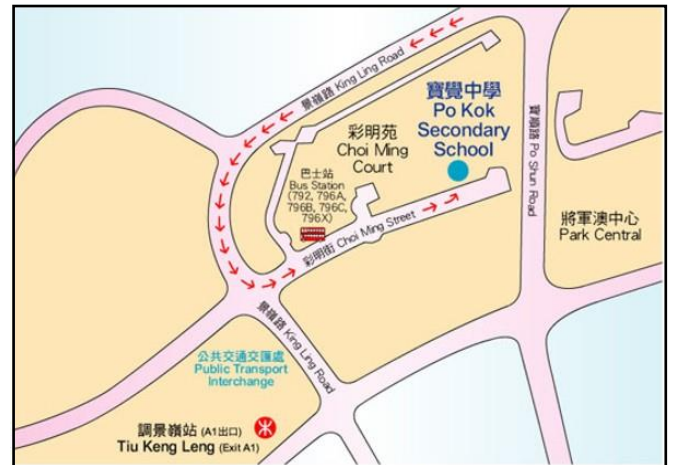 景嶺路 King Ling Road
寶覺中學
Po Kok
Secondary
School
寶順路 Po Shun Road
彩明苑
Choi Ming
Court
巴士站
Bus Station
(792, 796A,
796B, 796C,
796X)
彩明街 Choi Ming Street
將軍澳中心
Park Central
景嶺路 King Ling Road
公共交通交匯處
Public Transport
Interchange
調景嶺站 (A1出口)
Tiu Keng Leng (Exit A1)